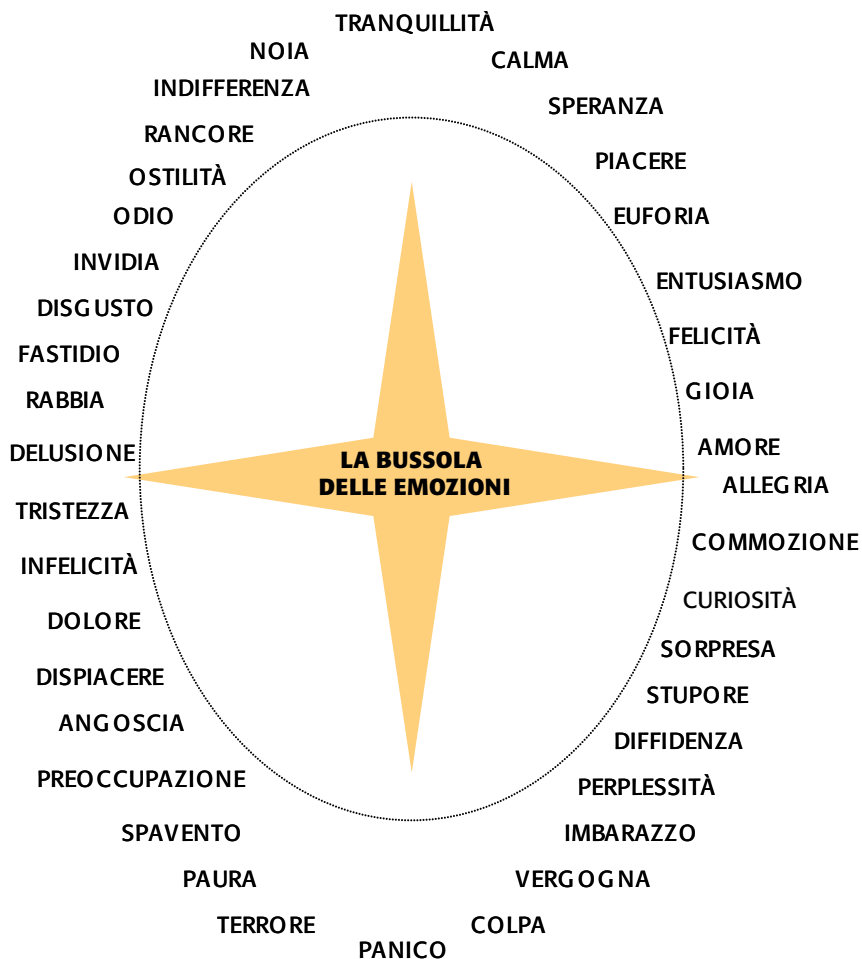 TRANQUILLITÀ
NOIA
CALMA
INDIFFERENZA
SPERANZA
RANCORE
PIACERE
OSTILITÀ
ODIO
EUFORIA
INVIDIA
ENTUSIASMO
DISGUSTO
FELICITÀ
FASTIDIO
GIOIA
RABBIA
AMORE
DELUSIONE
LA BUSSOLA
DELLE EMOZIONI
ALLEGRIA
TRISTEZZA
COMMOZIONE
INFELICITÀ
CURIOSITÀ
DOLORE
SORPRESA
DISPIACERE
STUPORE
ANGOSCIA
DIFFIDENZA
PREOCCUPAZIONE
PERPLESSITÀ
SPAVENTO
IMBARAZZO
PAURA
VERGOGNA
TERRORE
COLPA
PANICO